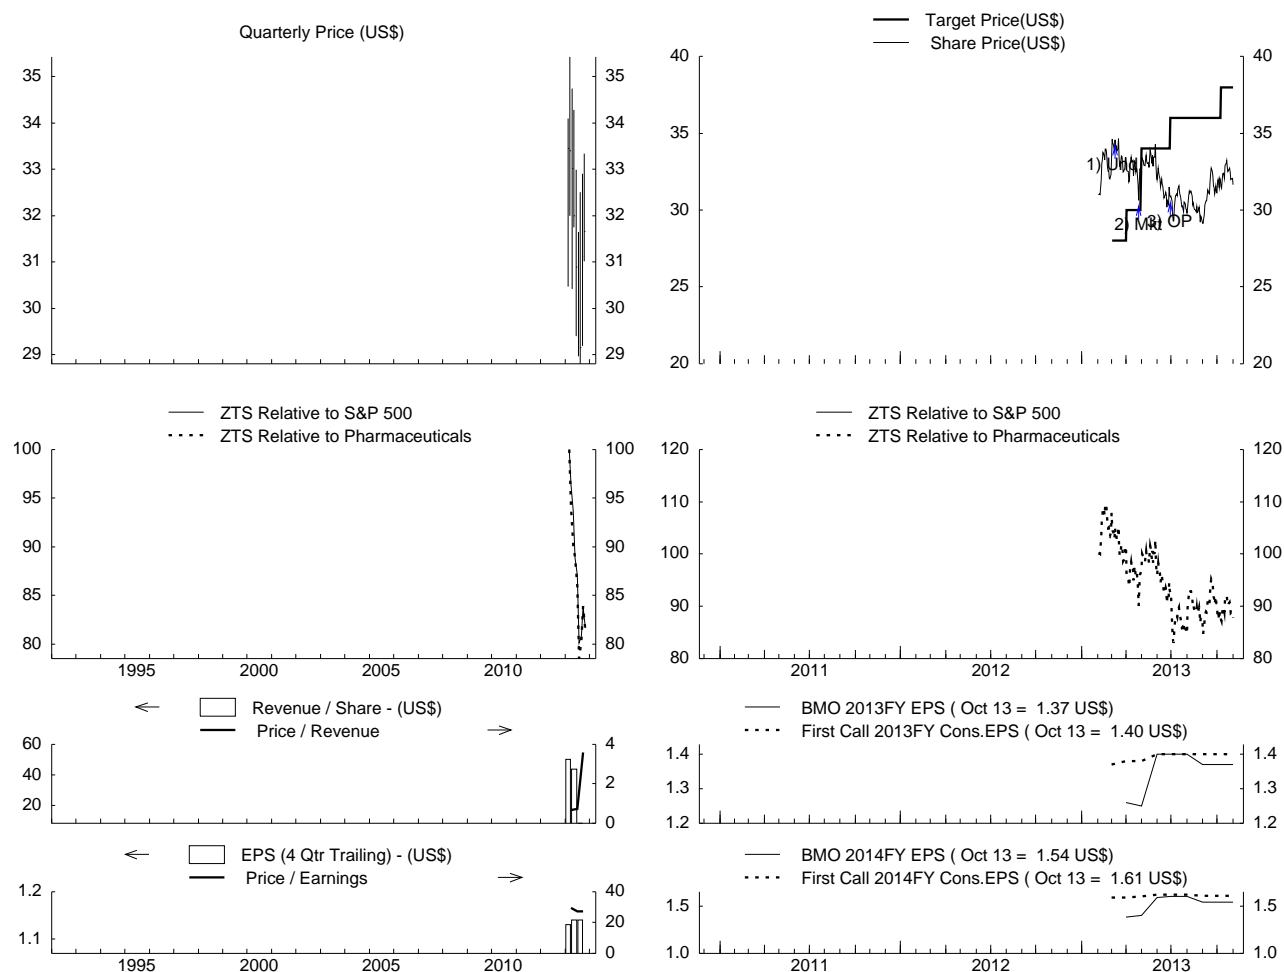 Quarterly Price (US$)
35 35
34 34
33 33
32 32
31 31
30 30
29 29
Target Price(US$)
Share Price(US$)
40 40
35 35
30 30
25 25
20 20
1) Und
2) Mkt
3) OP
ZTS Relative to S&P 500
ZTS Relative to Pharmaceuticals
100 100
95 95
90 90
85 85
80 80
1995 2000 2005 2010
ZTS Relative to S&P 500
ZTS Relative to Pharmaceuticals
120 120
110 110
100 100
90 90
80 80
2011 2012 2013
Revenue / Share - (US$)
Price / Revenue
60 4
40 2
20 0
BMO 2013FY EPS ( Oct 13 = 1.37 US$)
First Call 2013FY Cons.EPS ( Oct 13 = 1.40 US$)
1.4 1.4
1.3 1.3
1.2 1.2
EPS (4 Qtr Trailing) - (US$)
Price / Earnings
1.2 40
20
1.1 0
1995 2000 2005 2010
BMO 2014FY EPS ( Oct 13 = 1.54 US$)
First Call 2014FY Cons.EPS ( Oct 13 = 1.61 US$)
1.5 1.5
1.0 1.0
2011 2012 2013